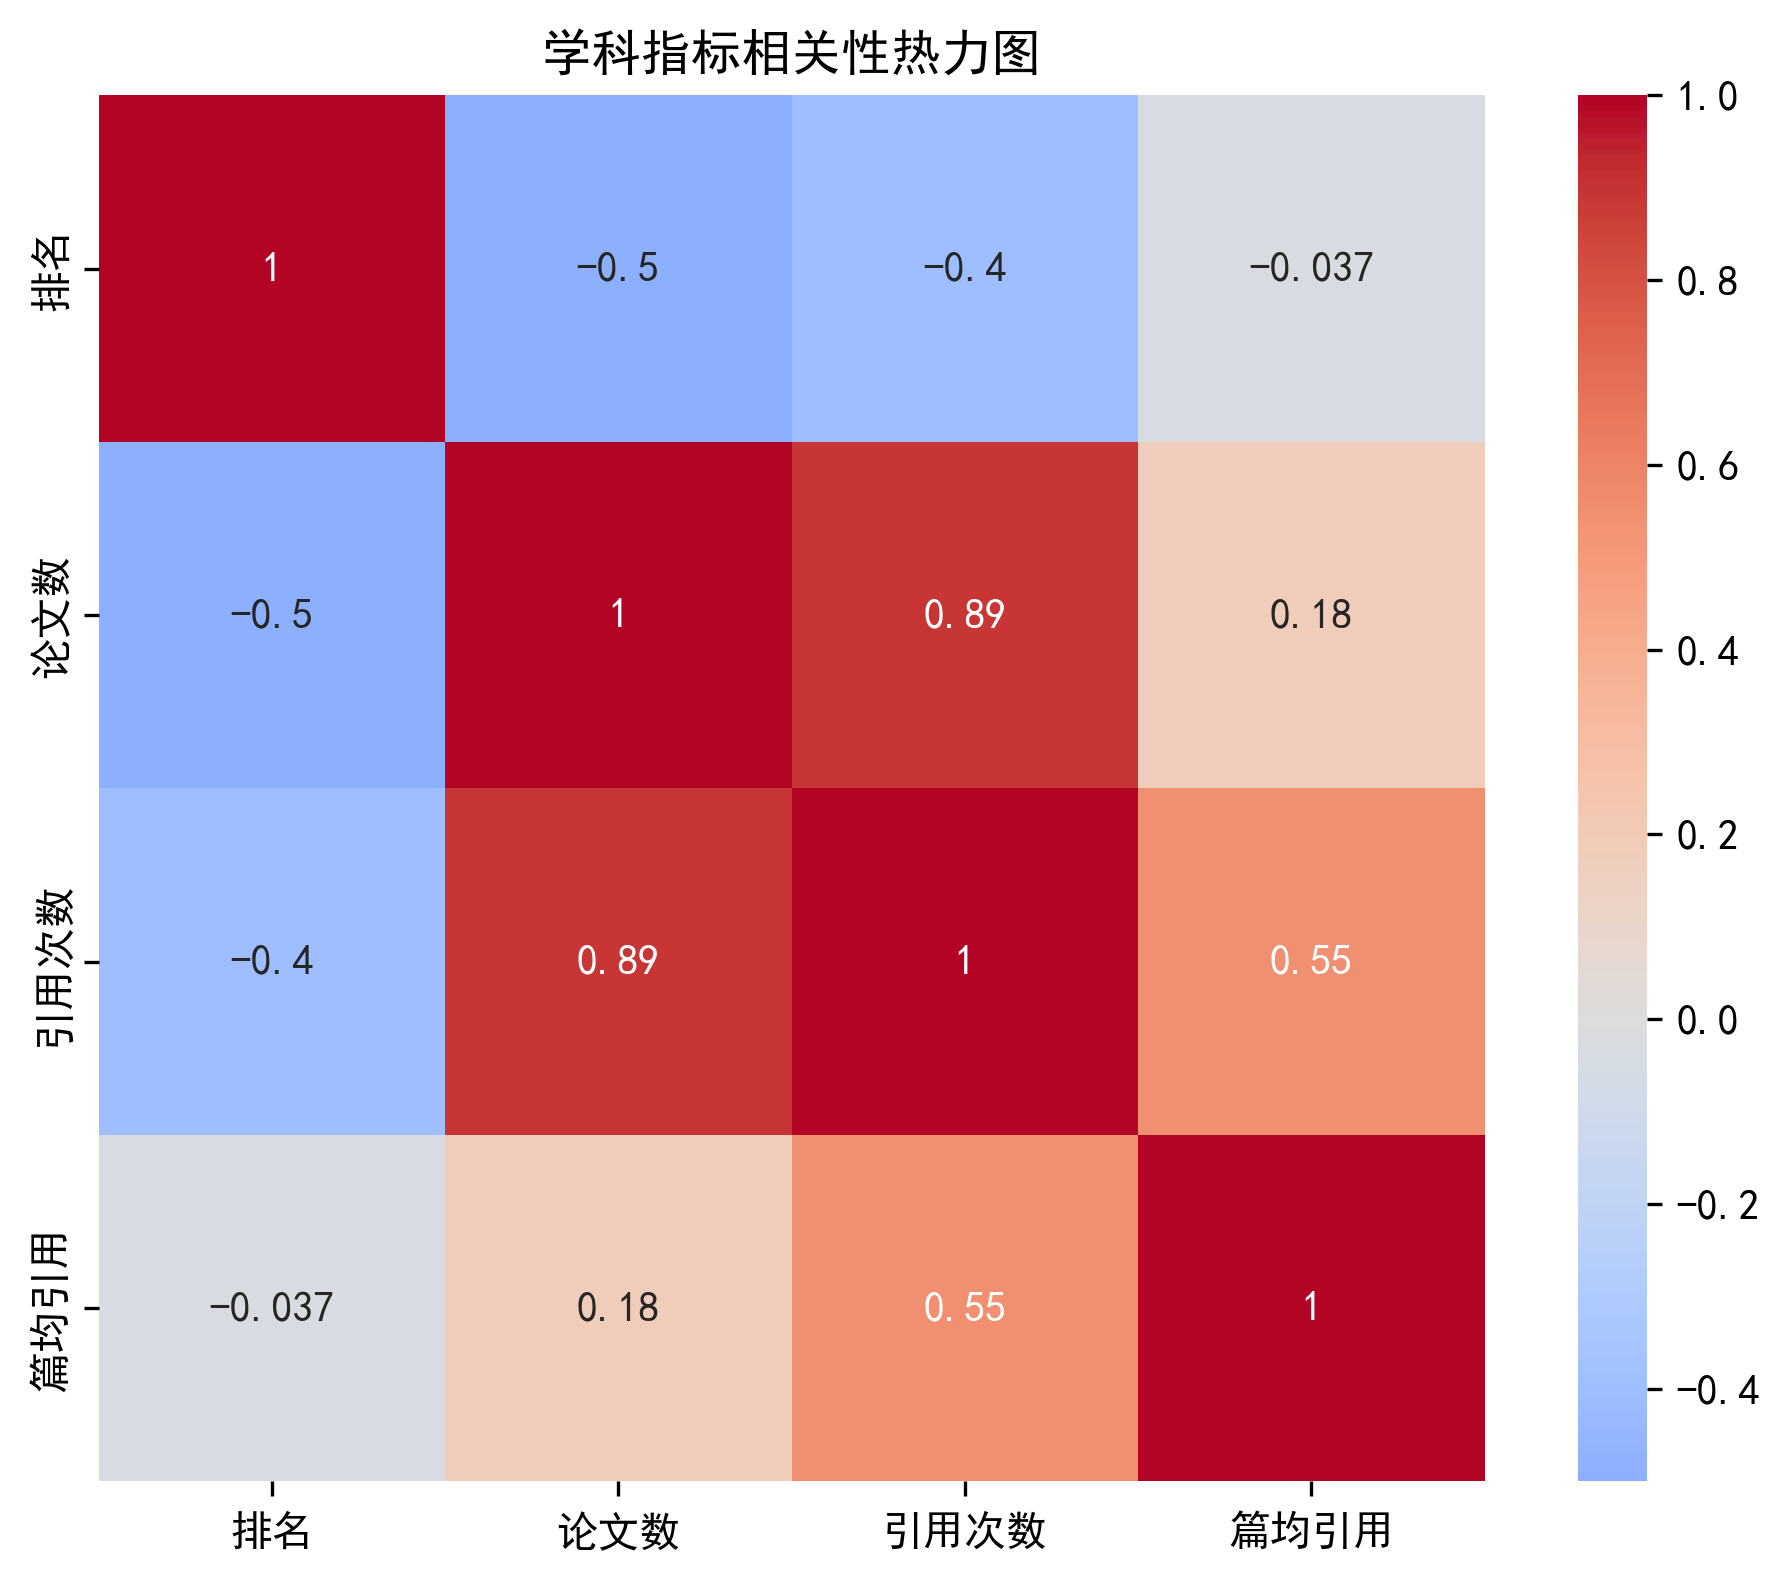 学科指标相关性热力图
排名 1 -0.5 -0.4 -0.037
论文数 -0.5 1 0.89 0.18
引用次数 -0.4 0.89 1 0.55
篇均引用 -0.037 0.18 0.55 1
排名 论文数 引用次数 篇均引用
1.0
0.8
0.6
0.4
0.2
0.0
-0.2
-0.4